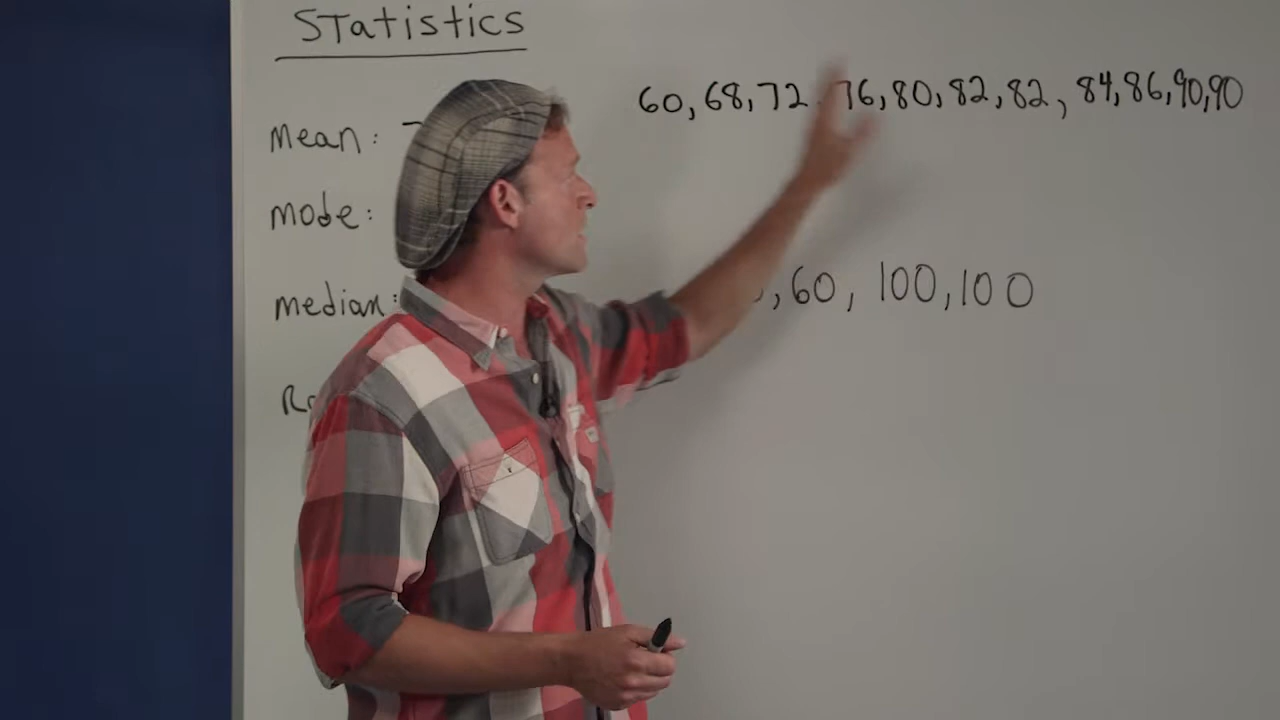 Statistics
60, 68, 72, 76, 80, 82, 82, 84, 86, 90, 90
Mean:
Mode:
Median:
, 60, 100, 100